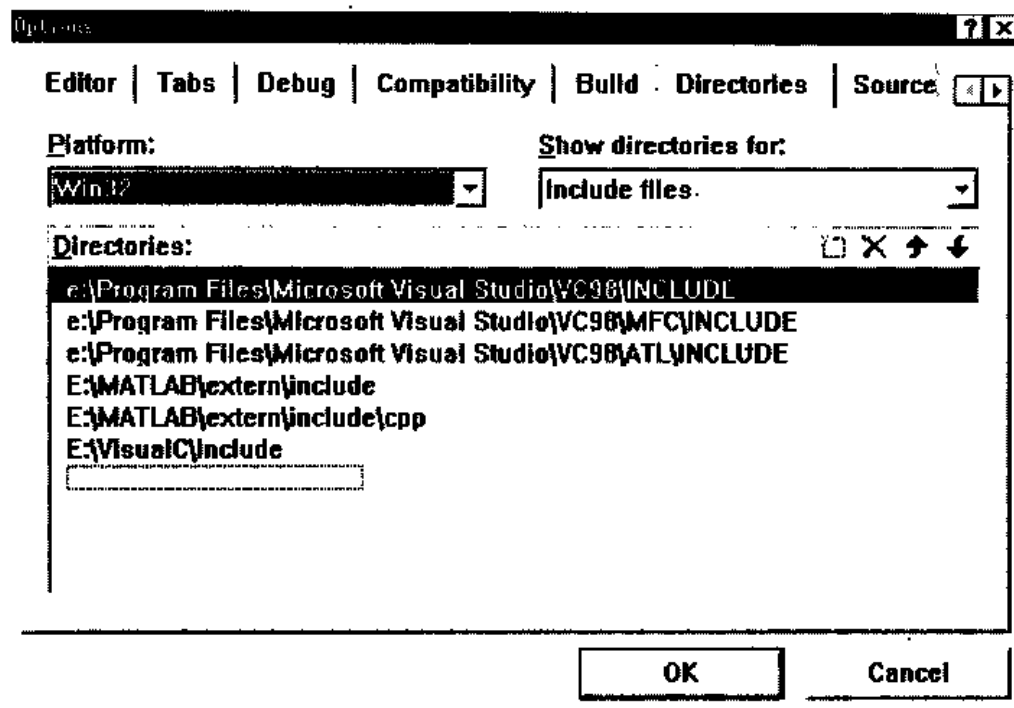 Options
Editor Tabs Debug Compatibility Build Directories Source
Platform: Show directories for:
Win32 Include files
Directories:
e:\Program Files\Microsoft Visual Studio\VC98\INCLUDE
e:\Program Files\Microsoft Visual Studio\VC98\MFC\INCLUDE
e:\Program Files\Microsoft Visual Studio\VC98\ATL\INCLUDE
E:\MATLAB\extern\include
E:\MATLAB\extern\include\cpp
E:\VisualC\Include
OK Cancel